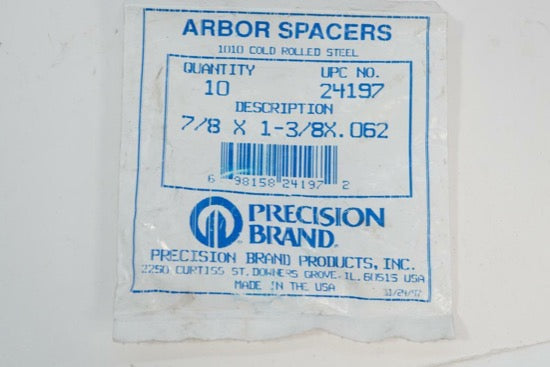 ARBOR SPACERS
1010 COLD ROLLED STEEL
QUANTITY UPC NO.
10 24197
DESCRIPTION
7/8 X 1-3/8X.062
6 98158 24197 2
PRECISION
BRAND®
PRECISION BRAND PRODUCTS, INC.
2250 CURTISS ST. DOWNERS GROVE, IL. 60515 USA
MADE IN THE USA